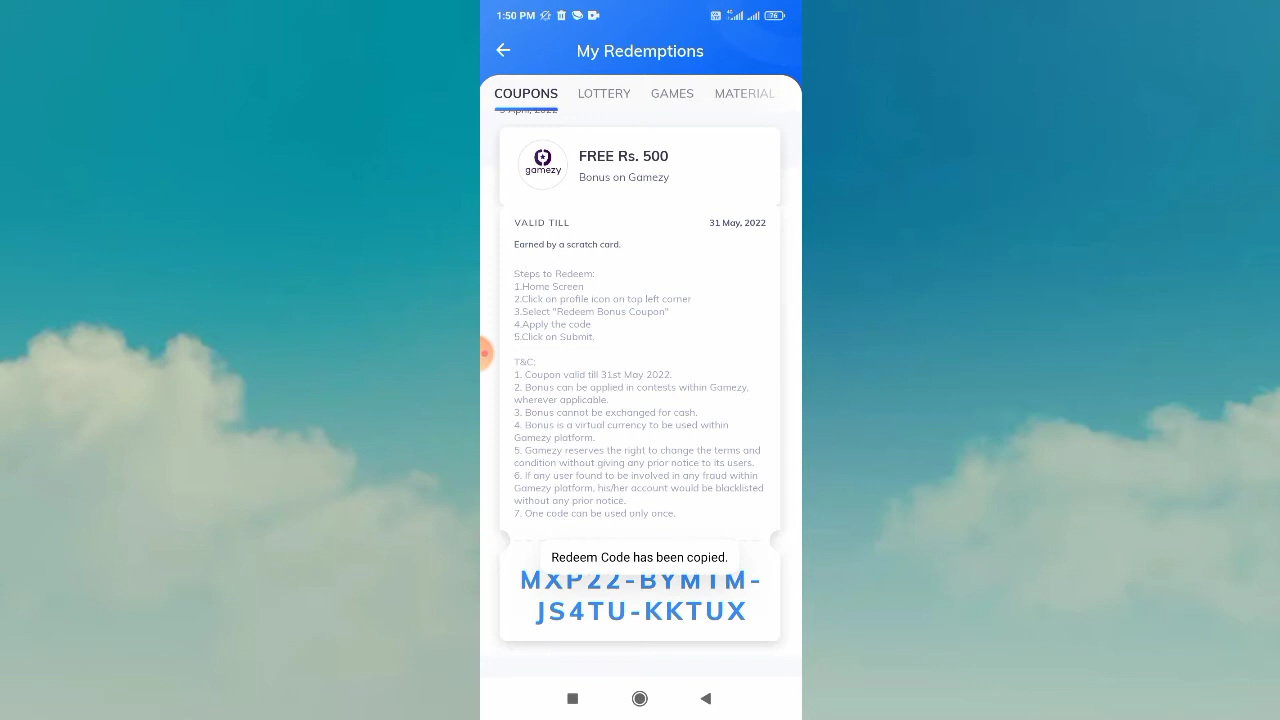 1:50 PM
4G
76
My Redemptions
COUPONS LOTTERY GAMES MATERIAL
April, 2022
gamezy
FREE Rs. 500
Bonus on Gamezy
VALID TILL 31 May, 2022
Earned by a scratch card.
Steps to Redeem:
1.Home Screen
2.Click on profile icon on top left corner
3.Select "Redeem Bonus Coupon"
4.Apply the code
5.Click on Submit.
T&C:
1. Coupon valid till 31st May 2022.
2. Bonus can be applied in contests within Gamezy,
wherever applicable.
3. Bonus cannot be exchanged for cash.
4. Bonus is a virtual currency to be used within
Gamezy platform.
5. Gamezy reserves the right to change the terms and
condition without giving any prior notice to its users.
6. If any user found to be involved in any fraud within
Gamezy platform, his/her account would be blacklisted
without any prior notice.
7. One code can be used only once.
Redeem Code has been copied.
JS4TU-KKTUX